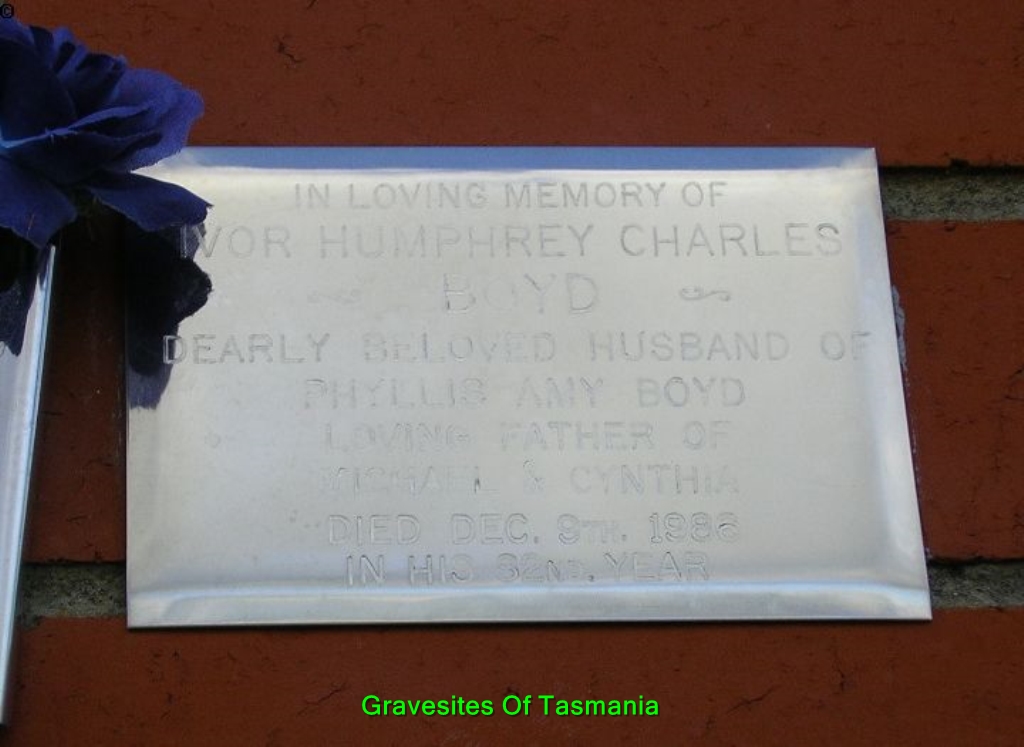 ©
IN LOVING MEMORY OF
IVOR HUMPHREY CHARLES
BOYD
DEARLY BELOVED HUSBAND OF
PHYLLIS AMY BOYD
LOVING FATHER OF
MICHAEL & CYNTHIA
DIED DEC. 9TH. 1986
IN HIS YEAR
Gravesites Of Tasmania